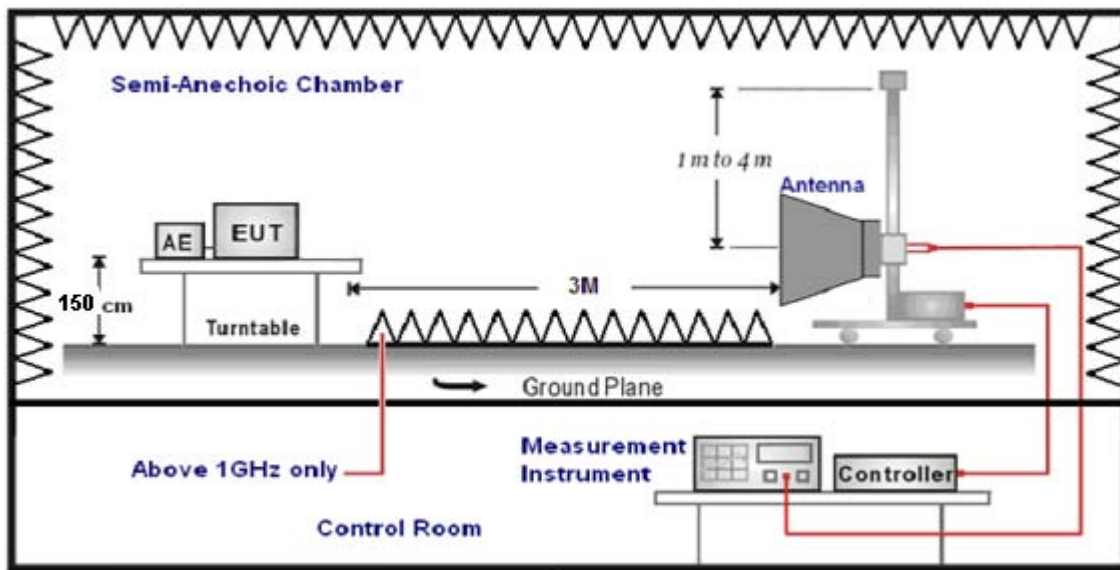 Semi-Anechoic Chamber
1 m to 4 m
Antenna
AE
EUT
150 cm
3M
Turntable
Ground Plane
Above 1GHz only
Measurement
Instrument
Controller
Control Room